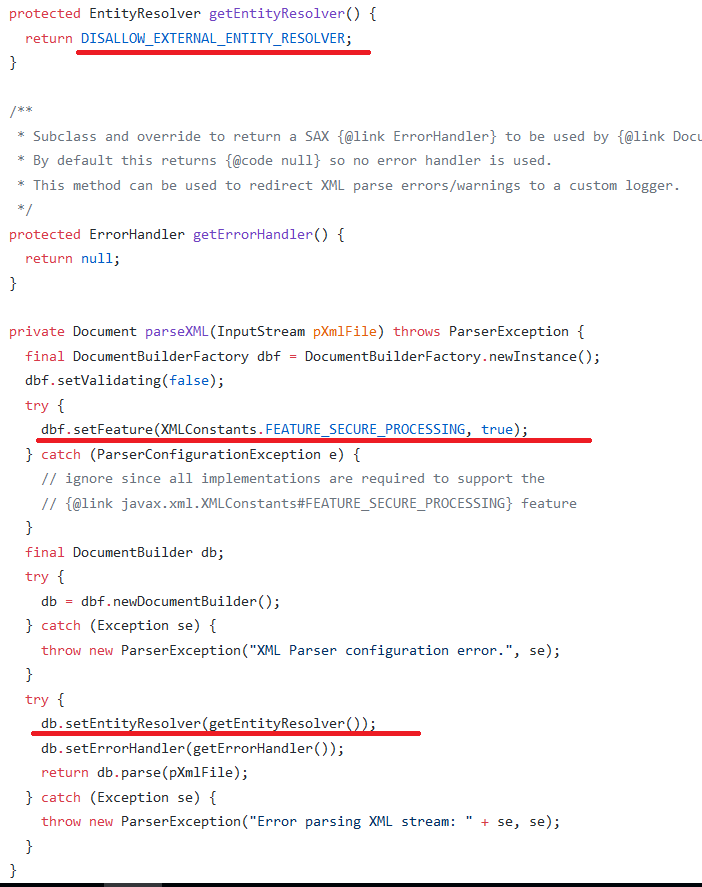 protected EntityResolver getEntityResolver() {
  return DISALLOW_EXTERNAL_ENTITY_RESOLVER;
}

/**
 * Subclass and override to return a SAX {@link ErrorHandler} to be used by {@link Docu
 * By default this returns {@code null} so no error handler is used.
 * This method can be used to redirect XML parse errors/warnings to a custom logger.
 */
protected ErrorHandler getErrorHandler() {
  return null;
}

private Document parseXML(InputStream pXmlFile) throws ParserException {
  final DocumentBuilderFactory dbf = DocumentBuilderFactory.newInstance();
  dbf.setValidating(false);
  try {
    dbf.setFeature(XMLConstants.FEATURE_SECURE_PROCESSING, true);
  } catch (ParserConfigurationException e) {
    // ignore since all implementations are required to support the
    // {@link javax.xml.XMLConstants#FEATURE_SECURE_PROCESSING} feature
  }
  final DocumentBuilder db;
  try {
    db = dbf.newDocumentBuilder();
  } catch (Exception se) {
    throw new ParserException("XML Parser configuration error.", se);
  }
  try {
    db.setEntityResolver(getEntityResolver());
    db.setErrorHandler(getErrorHandler());
    return db.parse(pXmlFile);
  } catch (Exception se) {
    throw new ParserException("Error parsing XML stream: " + se, se);
  }
}